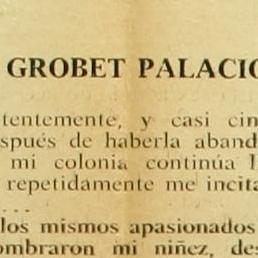 GROBET PALACIO
tentemente, y casi cin
spués de haberla aband
mi colonia continúa
repetidamente me incita
...
los mismos apasionados
ombraron mi niñez, des